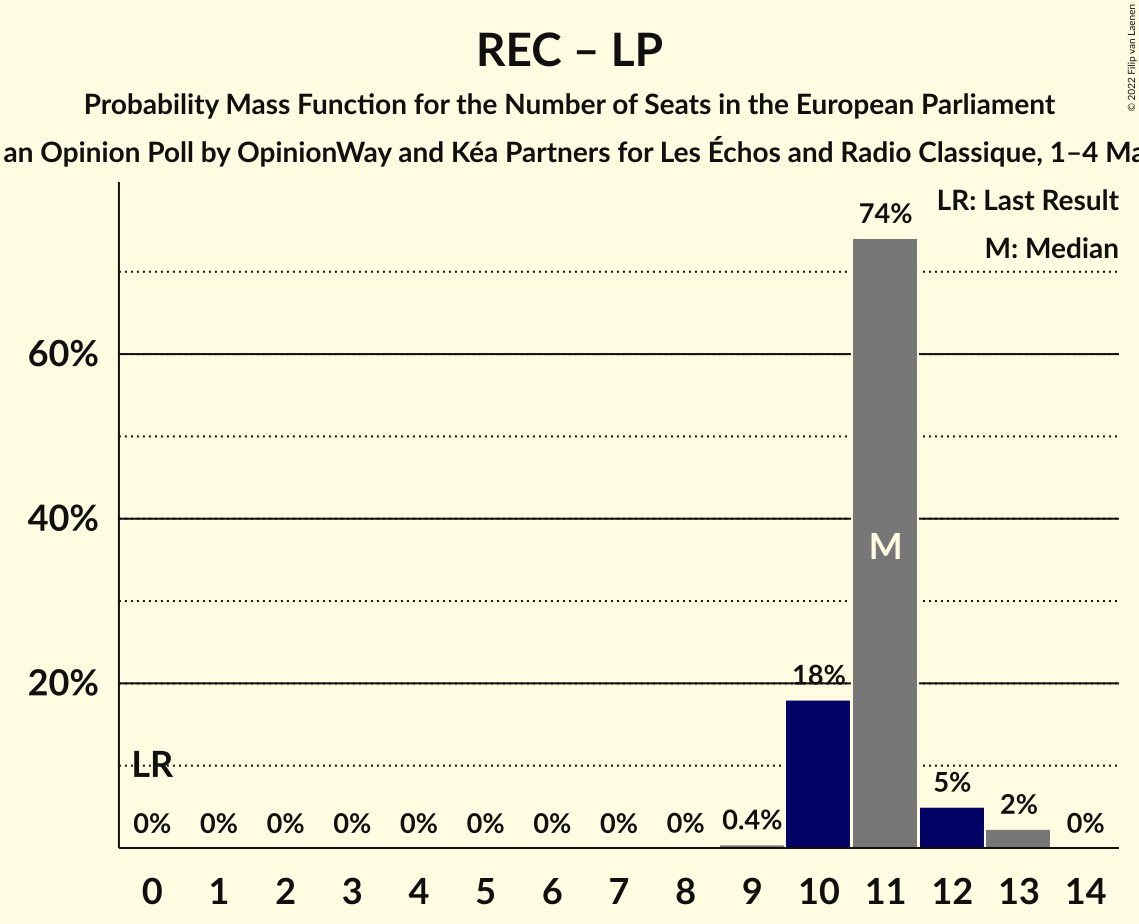 REC – LP
Probability Mass Function for the Number of Seats in the European Parliament
an Opinion Poll by OpinionWay and Kéa Partners for Les Échos and Radio Classique, 1–4 Ma
© 2022 Filip van Laenen
LR: Last Result
M: Median
74%
60%
40%
M
20%
18%
LR
5%
2%
0% 0% 0% 0% 0% 0% 0% 0% 0% 0.4% 0%
0 1 2 3 4 5 6 7 8 9 10 11 12 13 14